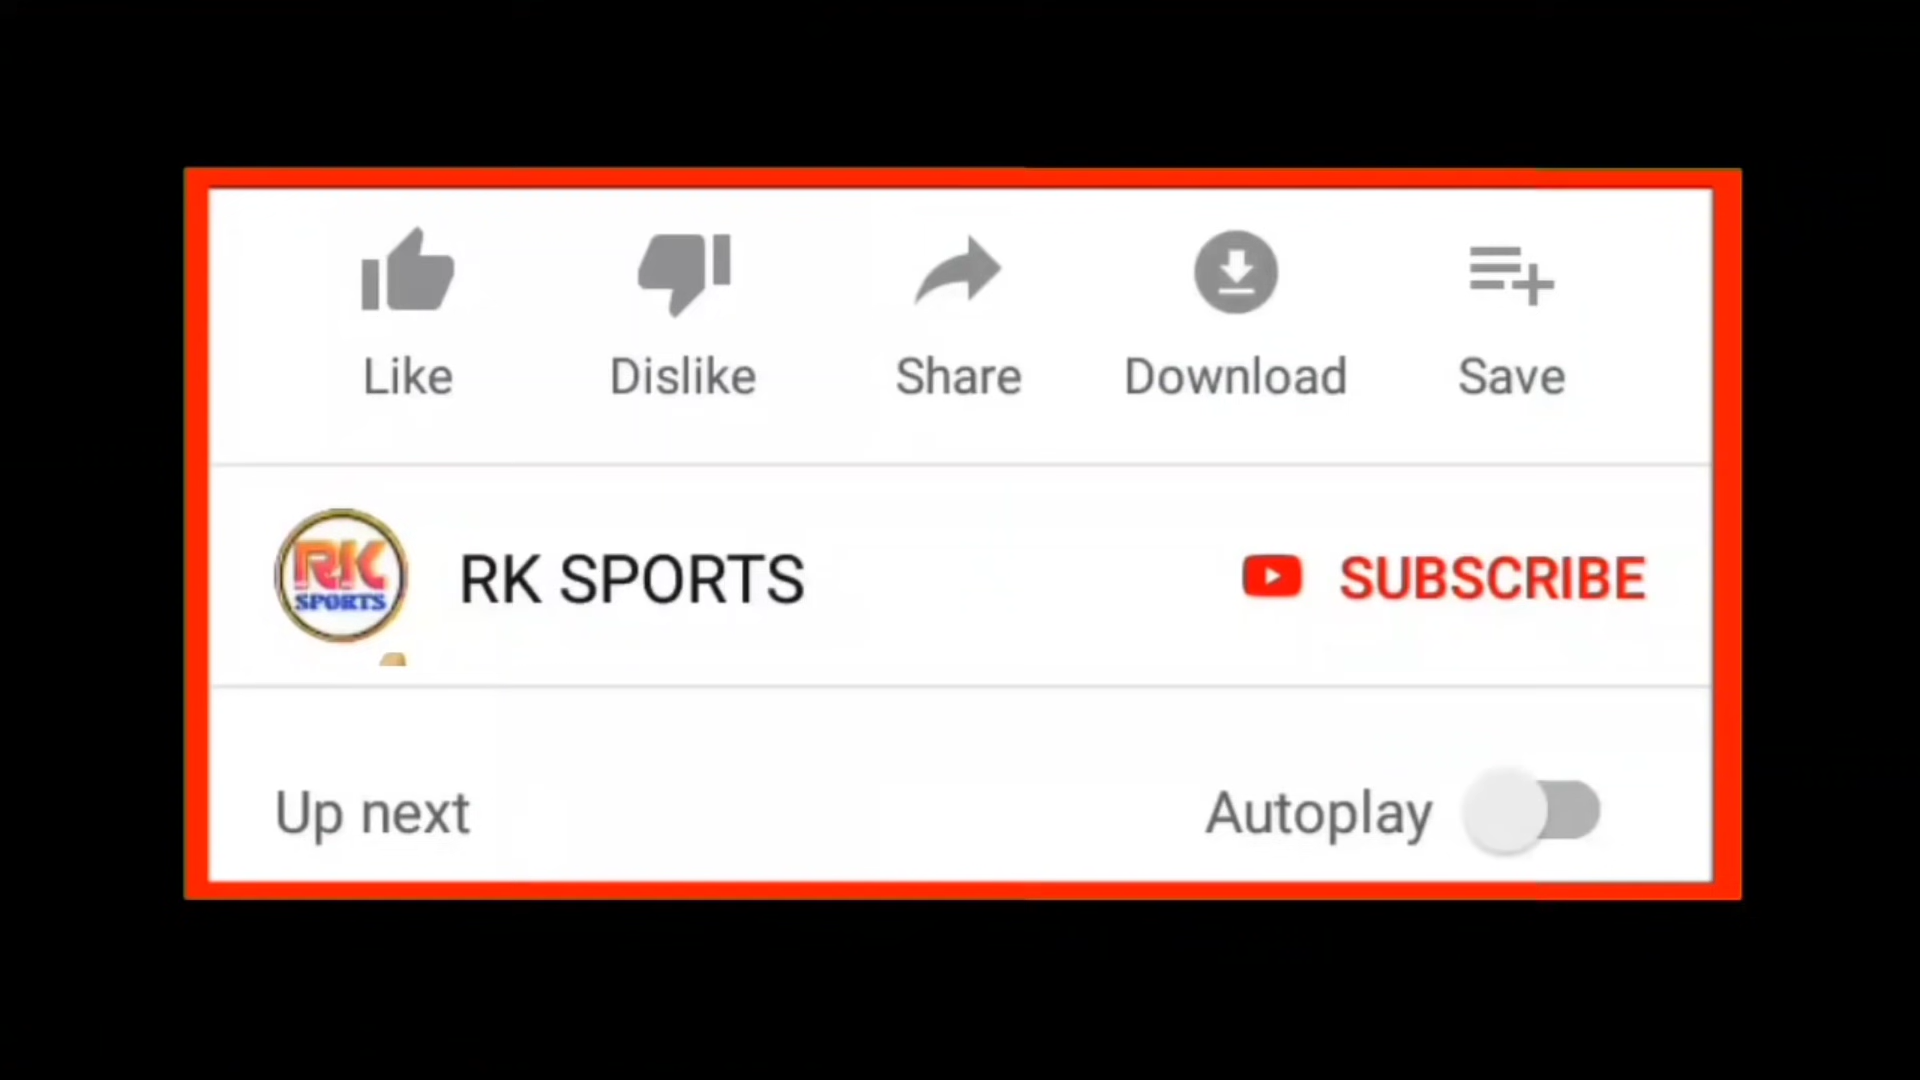 Like Dislike Share Download Save
RK
SPORTS
RK SPORTS SUBSCRIBE
Up next Autoplay